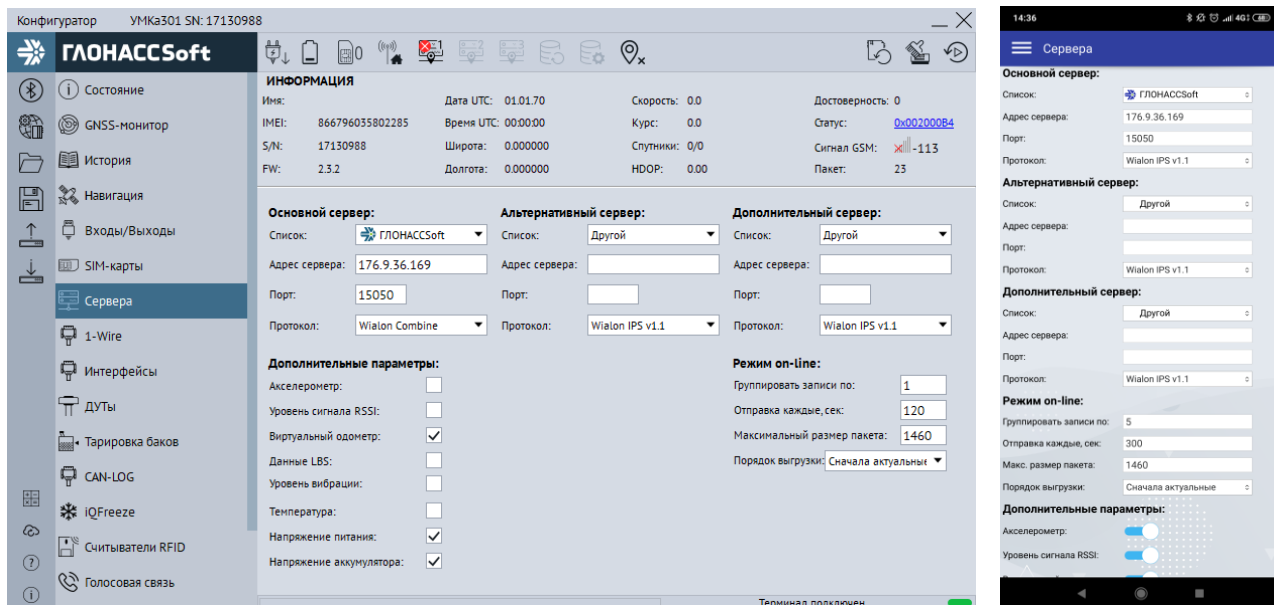 Конфигуратор УМКа301 SN: 17130988
ГЛОНАССSoft
Состояние
GNSS-монитор
История
Навигация
Входы/Выходы
SIM-карты
Сервера
1-Wire
Интерфейсы
ДУТы
Тарировка баков
CAN-LOG
iQFreeze
Считыватели RFID
Голосовая связь
0
ИНФОРМАЦИЯ
Имя: Дата UTC: 01.01.70 Скорость: 0.0 Достоверность: 0
IMEI: 866796035802285 Время UTC: 00:00:00 Курс: 0.0 Статус: 0x002000B4
S/N: 17130988 Широта: 0.000000 Спутники: 0/0 Сигнал GSM: -113
FW: 2.3.2 Долгота: 0.000000 HDOP: 0.00 Пакет: 23
Основной сервер: Альтернативный сервер: Дополнительный сервер:
Список: ГЛОНАССSoft Список: Другой Список: Другой
Адрес сервера: 176.9.36.169 Адрес сервера: Адрес сервера:
Порт: 15050 Порт: Порт:
Протокол: Wialon Combine Протокол: Wialon IPS v1.1 Протокол: Wialon IPS v1.1
Дополнительные параметры: Режим on-line:
Акселерометр: Группировать записи по: 1
Уровень сигнала RSSI: Отправка каждые, сек: 120
Виртуальный одометр: Максимальный размер пакета: 1460
Данные LBS: Порядок выгрузки: Сначала актуальные
Уровень вибрации:
Температура:
Напряжение питания:
Напряжение аккумулятора:
Терминал подключен
14:36 4G
Сервера
Основной сервер:
Список: ГЛОНАССSoft
Адрес сервера: 176.9.36.169
Порт: 15050
Протокол: Wialon IPS v1.1
Альтернативный сервер:
Список: Другой
Адрес сервера:
Порт:
Протокол: Wialon IPS v1.1
Дополнительный сервер:
Список: Другой
Адрес сервера:
Порт:
Протокол: Wialon IPS v1.1
Режим on-line:
Группировать записи по: 5
Отправка каждые, сек: 300
Макс. размер пакета: 1460
Порядок выгрузки: Сначала актуальные
Дополнительные параметры:
Акселерометр:
Уровень сигнала RSSI: